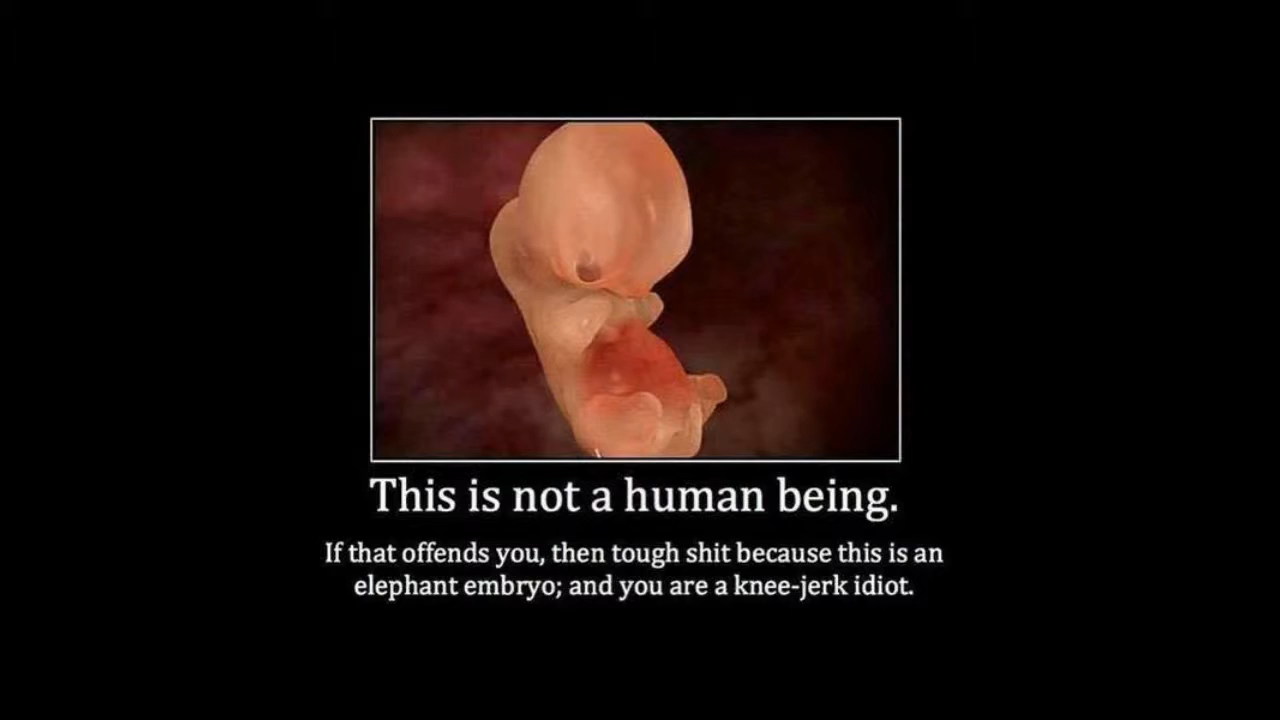 This is not a human being.
If that offends you, then tough shit because this is an
elephant embryo; and you are a knee-jerk idiot.